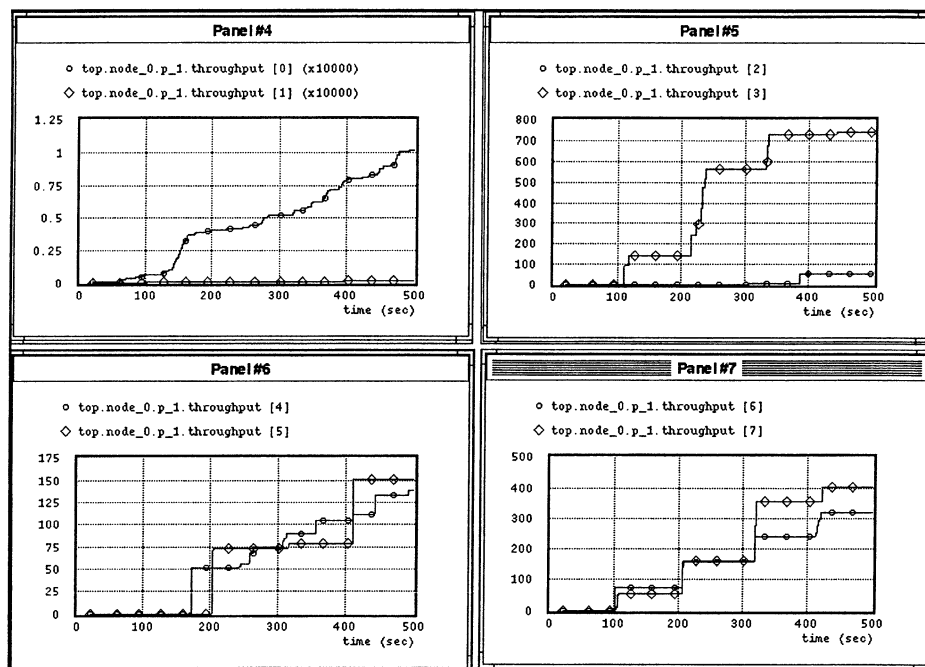 Panel #4
top.node_0.p_1.throughput [0] (x10000)
top.node_0.p_1.throughput [1] (x10000)
1.25
1
0.75
0.5
0.25
0
0 100 200 300 400 500
time (sec)
Panel #5
top.node_0.p_1.throughput [2]
top.node_0.p_1.throughput [3]
800
700
600
500
400
300
200
100
0
0 100 200 300 400 500
time (sec)
Panel #6
top.node_0.p_1.throughput [4]
top.node_0.p_1.throughput [5]
175
150
125
100
75
50
25
0
0 100 200 300 400 500
time (sec)
Panel #7
top.node_0.p_1.throughput [6]
top.node_0.p_1.throughput [7]
500
400
300
200
100
0
0 100 200 300 400 500
time (sec)